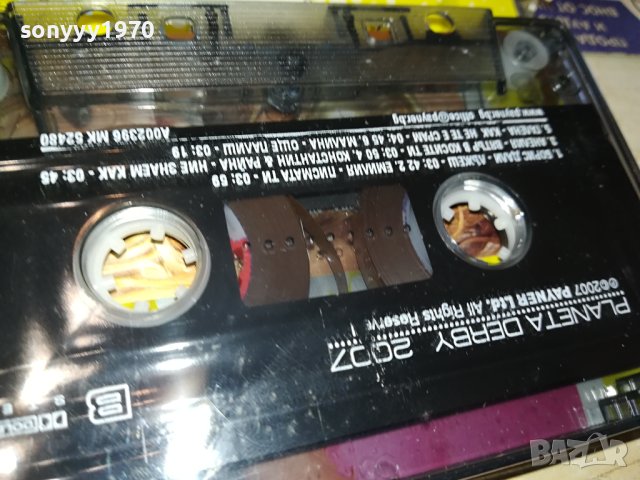 sonyyy1970
PLANETA DERBY 2007
℗©2007 PAYNER Ltd. All Rights Reserv
B
1. БОРИС ДАЛИ
ЛЪЖЕШ - 03:42 2. ЕМИЛИЯ - ПИСМАТА ТИ - 03:59
3. АНЕЛИЯ - ВЯТЪР В КОСИТЕ ТИ - 03:50 4. КОНСТАНТИН & РАЙНА - НИЕ ЗНАЕМ КАК - 03:45
5. ГЛОРИЯ - КАК НЕ ТЕ Е СРАМ - 04:45 6. МАЛИНА - ОЩЕ ПАЛИШ - 03:19
www.payner.bg
office@payner.bg
A002396 MK 52480
BAZAR